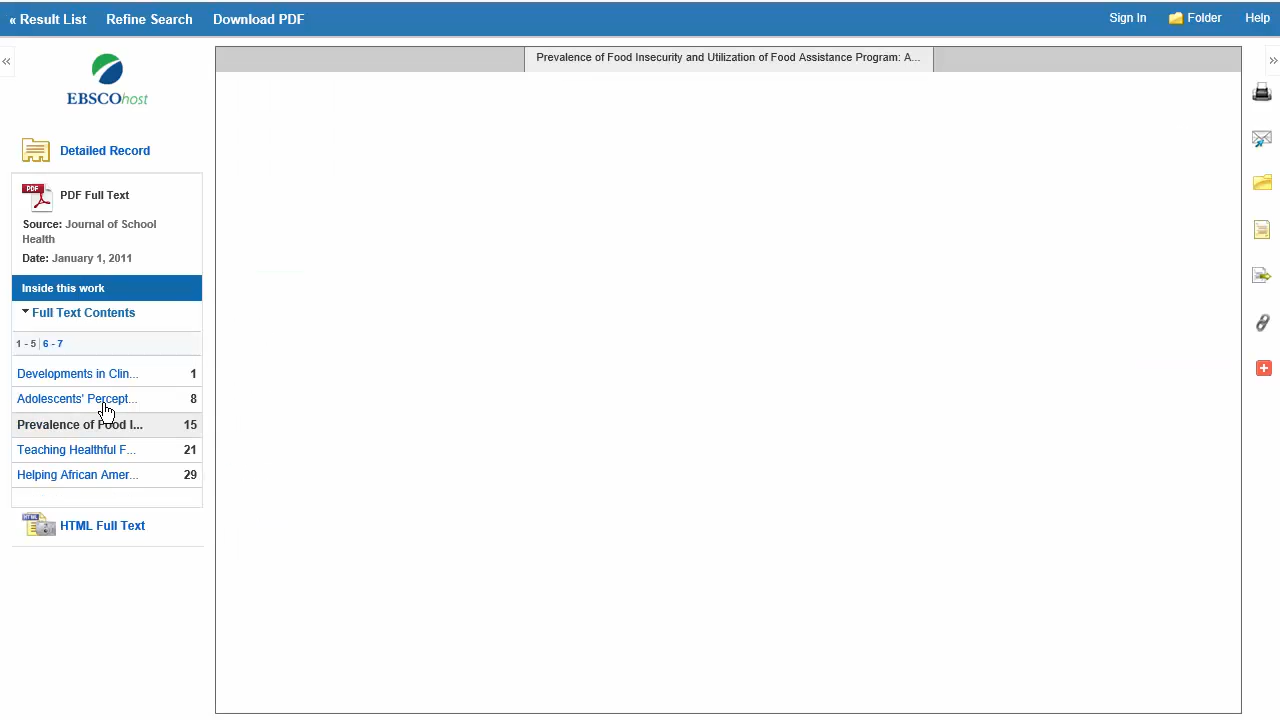 « Result List Refine Search Download PDF Sign In Folder Help
« »
Prevalence of Food Insecurity and Utilization of Food Assistance Program: A...
EBSCOhost
Detailed Record
PDF
PDF Full Text
Source: Journal of School
Health
Date: January 1, 2011
Inside this work
Full Text Contents
1 - 5 | 6 - 7
Developments in Clin... 1
Adolescents' Percept... 8
Prevalence of Food I... 15
Teaching Healthful F... 21
Helping African Amer... 29
HTML
HTML Full Text